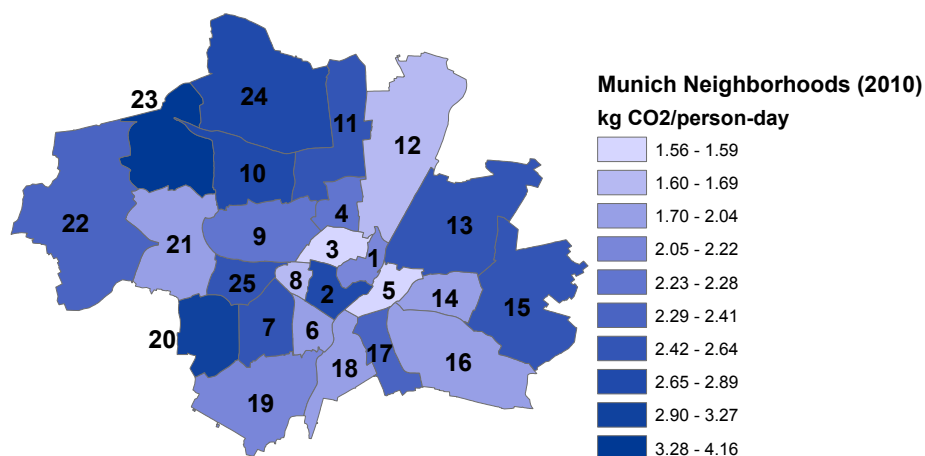 24
23
11
12
10
22
21
9
4
3
1
13
25
8
2
5
14
15
20
7
6
18
17
16
19
Munich Neighborhoods (2010)
kg CO2/person-day
1.56 - 1.59
1.60 - 1.69
1.70 - 2.04
2.05 - 2.22
2.23 - 2.28
2.29 - 2.41
2.42 - 2.64
2.65 - 2.89
2.90 - 3.27
3.28 - 4.16